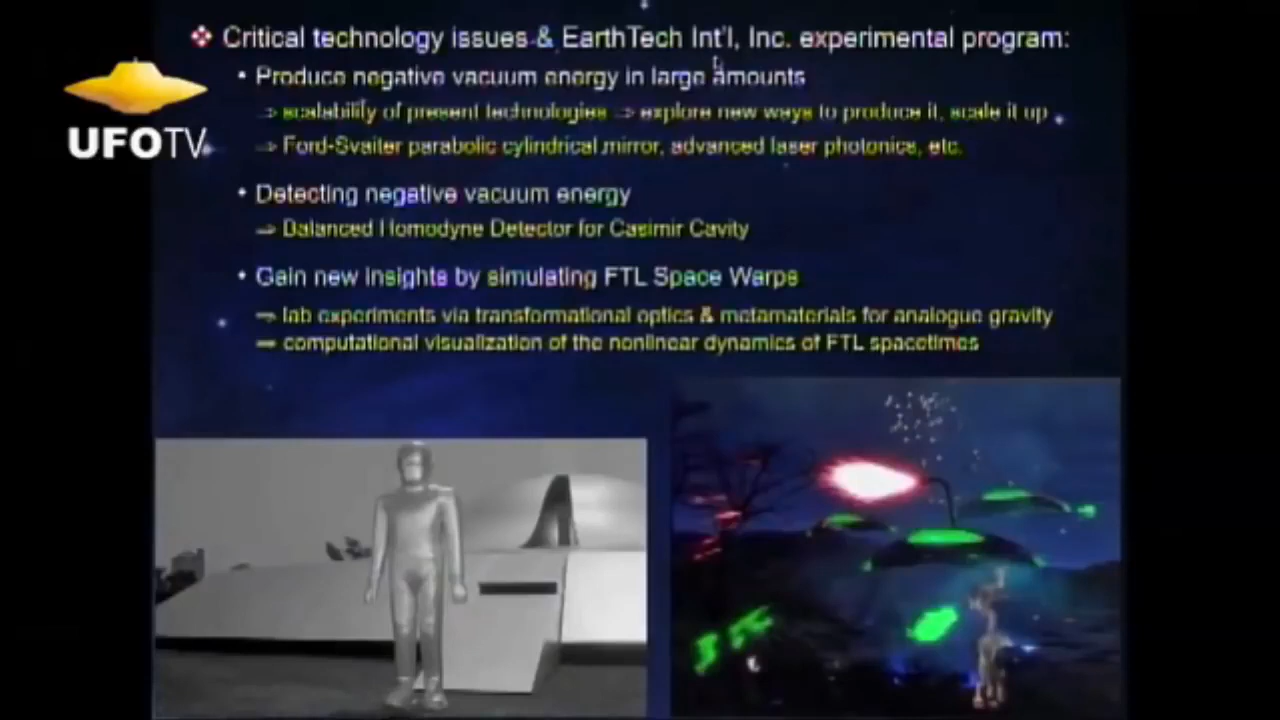 Critical technology issues & EarthTech Int'l, Inc. experimental program:
• Produce negative vacuum energy in large amounts
⇒ scalability of present technologies ⇒ explore new ways to produce it, scale it up
⇒ Ford-Svaiter parabolic cylindrical mirror, advanced laser photonics, etc.
• Detecting negative vacuum energy
⇒ Balanced Homodyne Detector for Casimir Cavity
• Gain new insights by simulating FTL Space Warps
⇒ lab experiments via transformational optics & metamaterials for analogue gravity
⇒ computational visualization of the nonlinear dynamics of FTL spacetimes
UFOTV